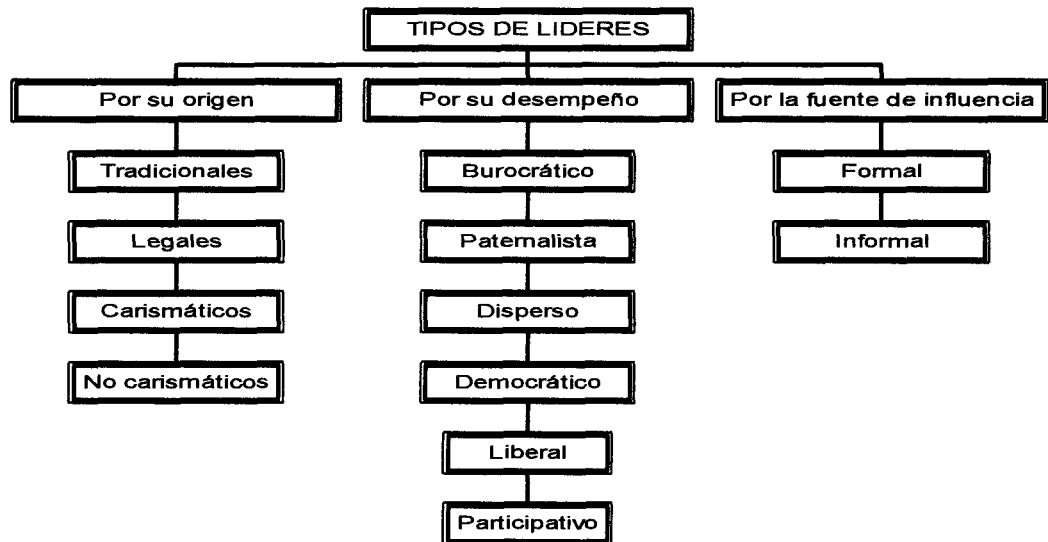 TIPOS DE LIDERES
Por su origen
Por su desempeño
Por la fuente de influencia
Tradicionales
Burocrático
Formal
Legales
Paternalista
Informal
Carismáticos
Disperso
No carismáticos
Democrático
Liberal
Participativo